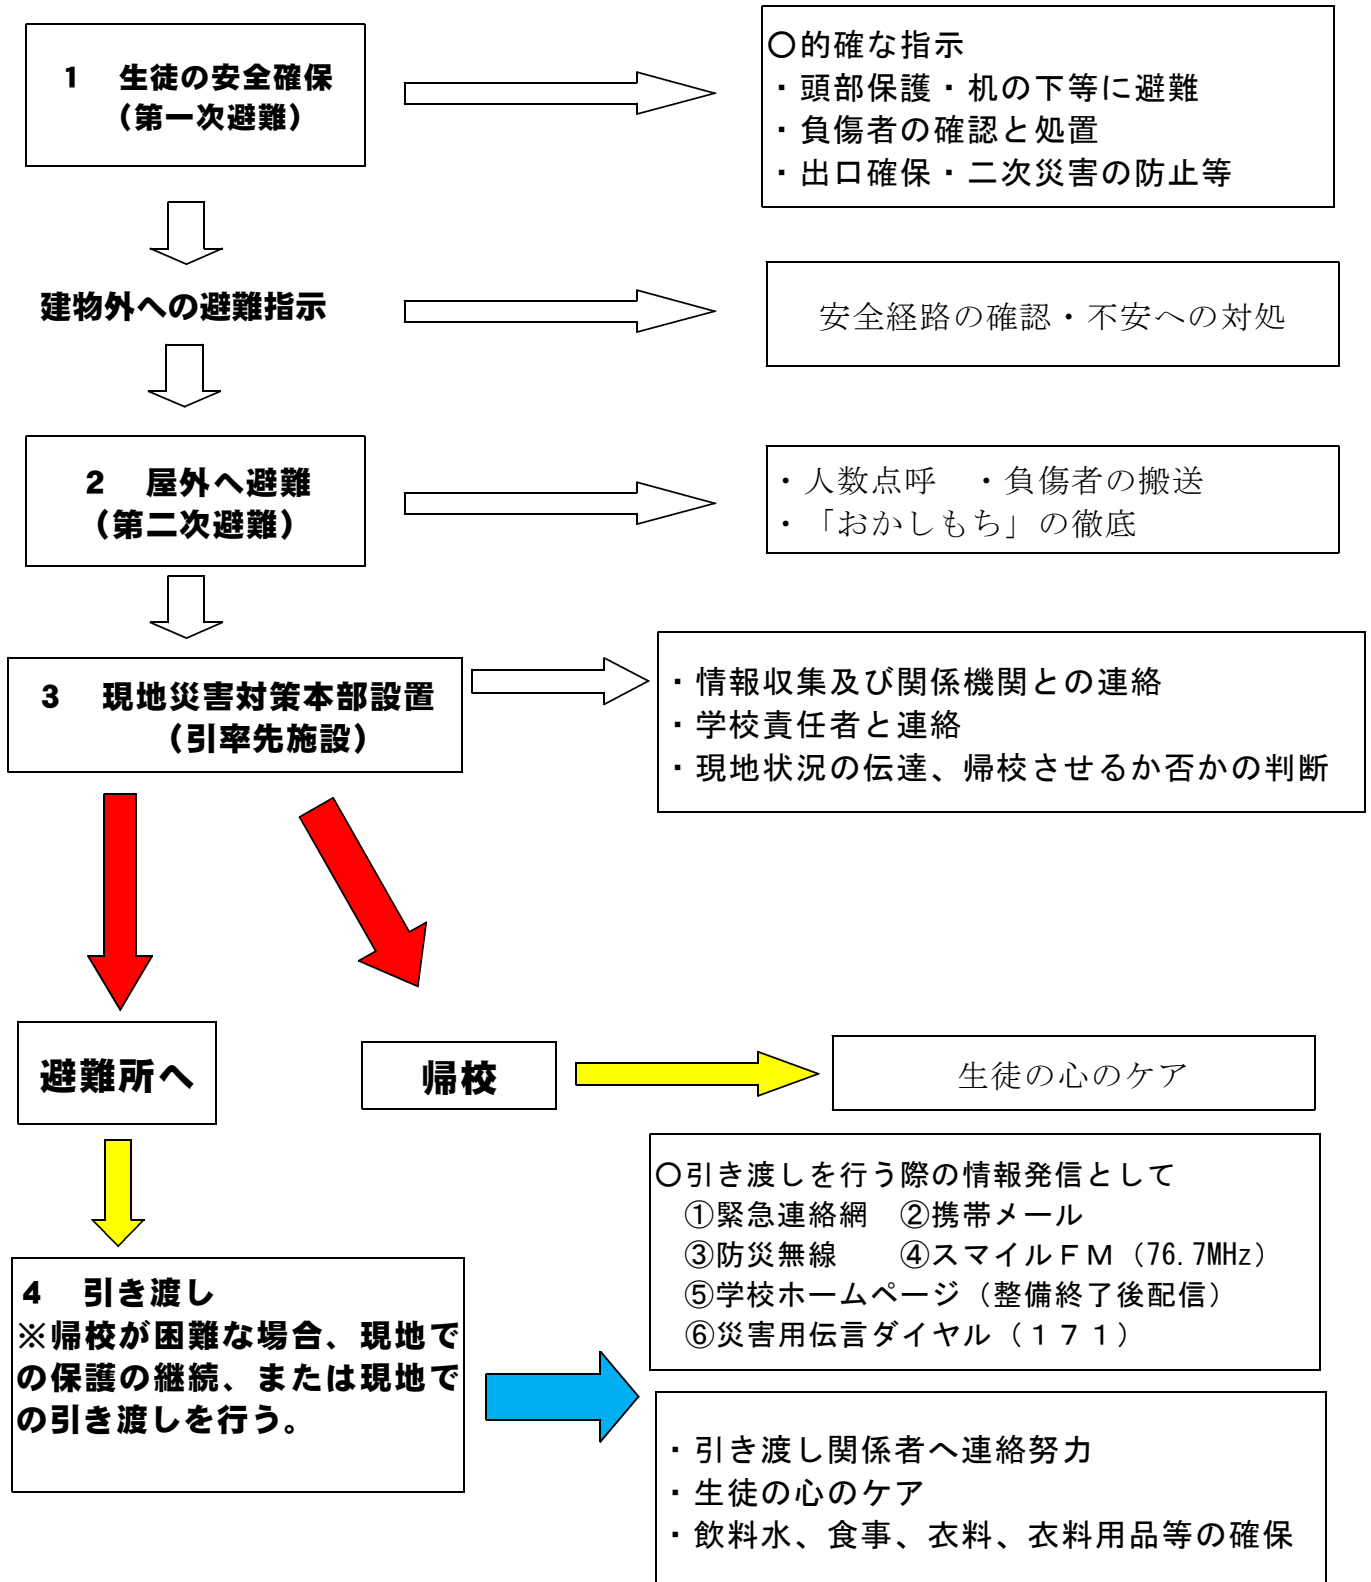 1　生徒の安全確保
（第一次避難）
〇的確な指示
・頭部保護・机の下等に避難
・負傷者の確認と処置
・出口確保・二次災害の防止等
建物外への避難指示
安全経路の確認・不安への対処
2　屋外へ避難
（第二次避難）
・人数点呼　・負傷者の搬送
・「おかしもち」の徹底
3　現地災害対策本部設置
（引率先施設）
・情報収集及び関係機関との連絡
・学校責任者と連絡
・現地状況の伝達、帰校させるか否かの判断
避難所へ
帰校
生徒の心のケア
〇引き渡しを行う際の情報発信として
①緊急連絡網　②携帯メール
③防災無線　　④スマイルＦＭ（76.7MHz）
⑤学校ホームページ（整備終了後配信）
⑥災害用伝言ダイヤル（１７１）
4　引き渡し
※帰校が困難な場合、現地で
の保護の継続、または現地で
の引き渡しを行う。
・引き渡し関係者へ連絡努力
・生徒の心のケア
・飲料水、食事、衣料、衣料用品等の確保